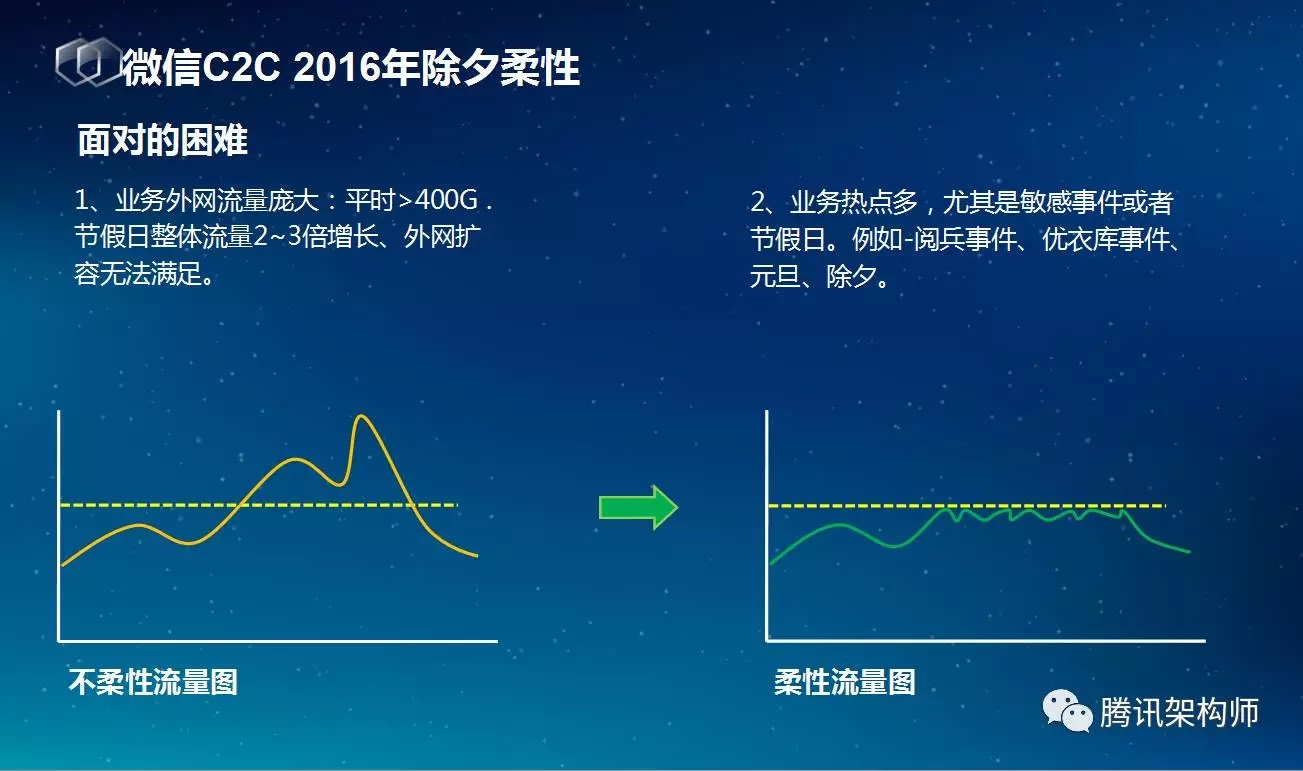 微信C2C 2016年除夕柔性
面对的困难
1、业务外网流量庞大：平时>400G .
节假日整体流量2~3倍增长、外网扩
容无法满足。
2、业务热点多，尤其是敏感事件或者
节假日。例如-阅兵事件、优衣库事件、
元旦、除夕。
不柔性流量图
柔性流量图
腾讯架构师